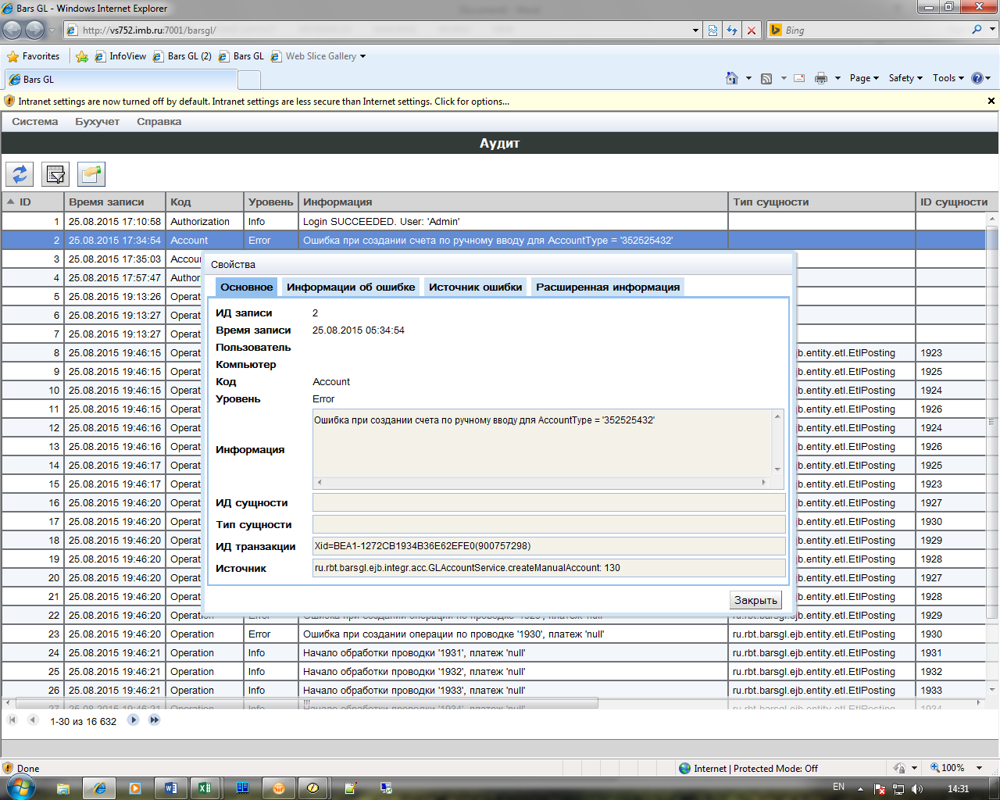 Bars GL - Windows Internet Explorer
http://vs752.imb.ru:7001/barsgl/
Bing
Favorites InfoView Bars GL (2) Bars GL Web Slice Gallery
Bars GL Page Safety Tools
Intranet settings are now turned off by default. Intranet settings are less secure than Internet settings. Click for options...
Система Бухучет Справка
Аудит
ID Время записи Код Уровень Информация Тип сущности ID сущности
1 25.08.2015 17:10:58 Authorization Info Login SUCCEEDED. User: 'Admin'
2 25.08.2015 17:34:54 Account Error Ошибка при создании счета по ручному вводу для AccountType = '352525432'
3 25.08.2015 17:35:03 Accou
4 25.08.2015 17:57:47 Author
5 25.08.2015 19:13:26 Operat
6 25.08.2015 19:13:27 Operat
7 25.08.2015 19:13:27 Operat
8 25.08.2015 19:46:15 Operat jb.entity.etl.EtlPosting 1923
9 25.08.2015 19:46:15 Operat jb.entity.etl.EtlPosting 1925
10 25.08.2015 19:46:15 Operat jb.entity.etl.EtlPosting 1924
11 25.08.2015 19:46:15 Operat jb.entity.etl.EtlPosting 1926
12 25.08.2015 19:46:16 Operat jb.entity.etl.EtlPosting 1924
13 25.08.2015 19:46:16 Operat jb.entity.etl.EtlPosting 1926
14 25.08.2015 19:46:17 Operat jb.entity.etl.EtlPosting 1925
15 25.08.2015 19:46:17 Operat jb.entity.etl.EtlPosting 1923
16 25.08.2015 19:46:20 Operat jb.entity.etl.EtlPosting 1927
17 25.08.2015 19:46:20 Operat jb.entity.etl.EtlPosting 1930
18 25.08.2015 19:46:20 Operat jb.entity.etl.EtlPosting 1929
19 25.08.2015 19:46:20 Operat jb.entity.etl.EtlPosting 1928
20 25.08.2015 19:46:20 Operat jb.entity.etl.EtlPosting 1927
21 25.08.2015 19:46:20 Operat jb.entity.etl.EtlPosting 1928
22 25.08.2015 19:46:20 Operation Error Ошибка при создании операции по проводке '1929', платеж 'null' ru.rbt.barsgl.ejb.entity.etl.EtlPosting 1929
23 25.08.2015 19:46:20 Operation Error Ошибка при создании операции по проводке '1930', платеж 'null' ru.rbt.barsgl.ejb.entity.etl.EtlPosting 1930
24 25.08.2015 19:46:21 Operation Info Начало обработки проводки '1931', платеж 'null' ru.rbt.barsgl.ejb.entity.etl.EtlPosting 1931
25 25.08.2015 19:46:21 Operation Info Начало обработки проводки '1932', платеж 'null' ru.rbt.barsgl.ejb.entity.etl.EtlPosting 1932
26 25.08.2015 19:46:21 Operation Info Начало обработки проводки '1933', платеж 'null' ru.rbt.barsgl.ejb.entity.etl.EtlPosting 1933
27 25.08.2015 19:46:21 Operation Info Начало обработки проводки '1934', платеж 'null' ru.rbt.barsgl.ejb.entity.etl.EtlPosting 1934
Свойства
Основное Информации об ошибке Источник ошибки Расширенная информация
ИД записи 2
Время записи 25.08.2015 05:34:54
Пользователь
Компьютер
Код Account
Уровень Error
Информация Ошибка при создании счета по ручному вводу для AccountType = '352525432'
ИД сущности
Тип сущности
ИД транзакции Xid=BEA1-1272CB1934B36E62EFE0(900757298)
Источник ru.rbt.barsgl.ejb.integr.acc.GLAccountService.createManualAccount: 130
Закрыть
1-30 из 16 632
Done Internet | Protected Mode: Off 100%
EN 14:31